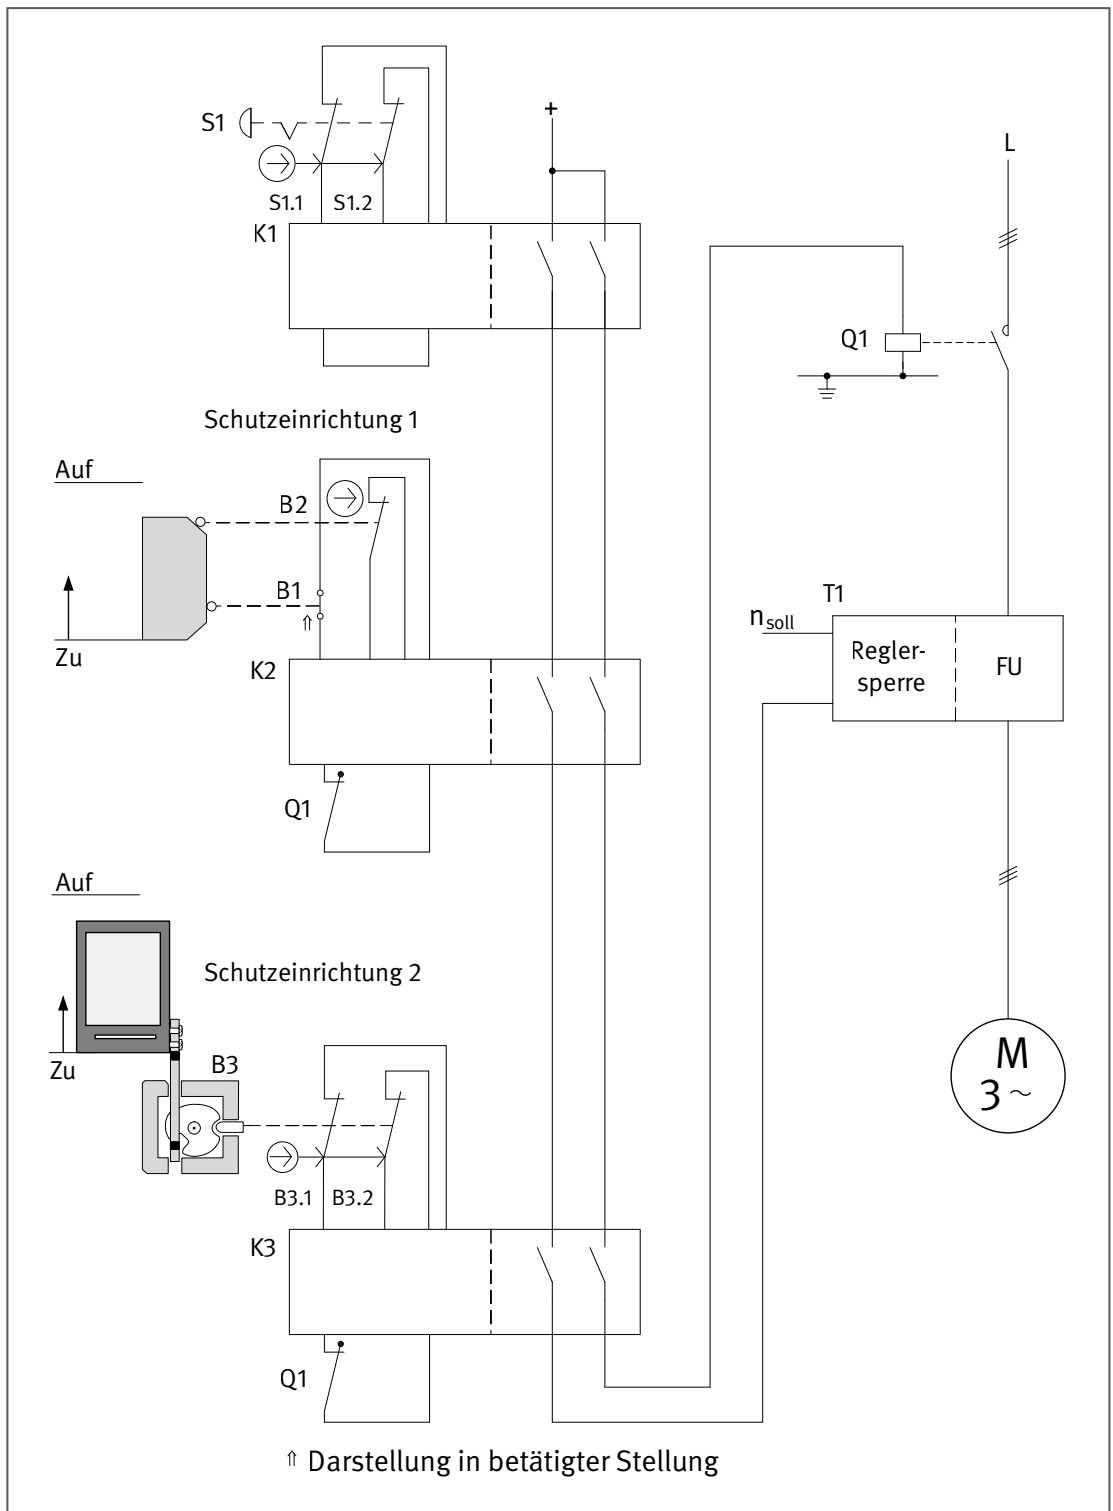 S1
+
L
S1.1 S1.2
K1
Q1
Schutzeinrichtung 1
Auf
B2
B1
⇑
Zu
K2
T1
nsoll
Regler-
sperre
FU
Q1
Auf
Schutzeinrichtung 2
Zu
B3
M
3 ~
B3.1 B3.2
K3
Q1
⇑ Darstellung in betätigter Stellung